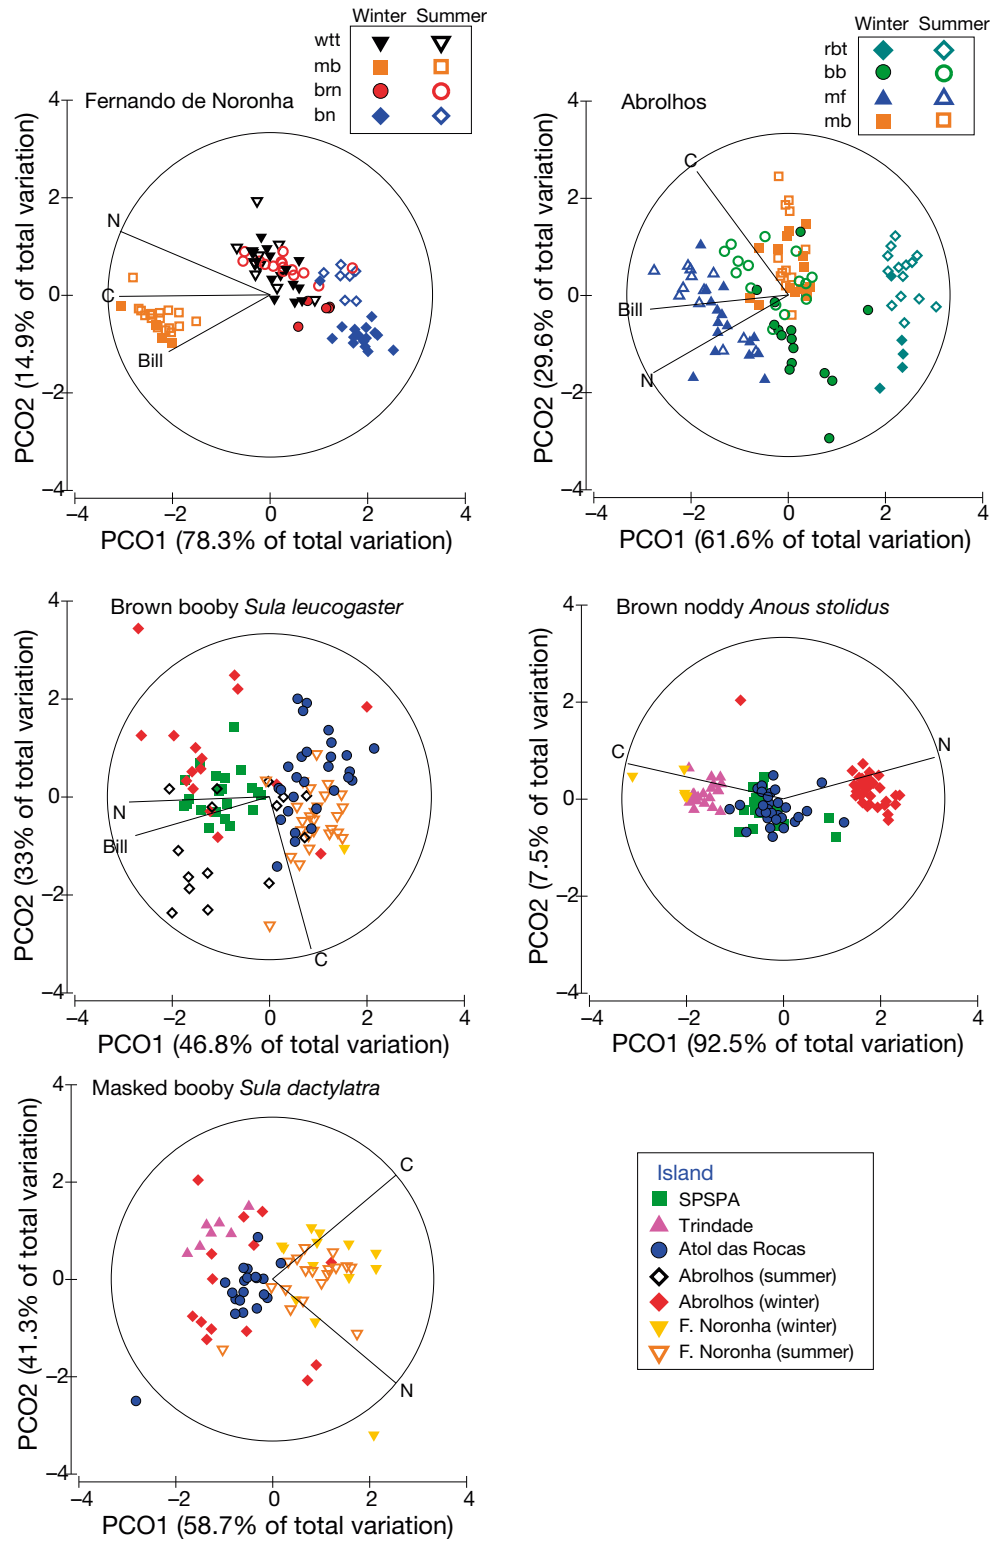 Winter Summer
wtt
mb
brn
bn
Fernando de Noronha
4
2
0
−2
−4
PCO2 (14.9% of total variation)
N
C
Bill
−4 −2 0 2 4
PCO1 (78.3% of total variation)
Winter Summer
rbt
bb
mf
mb
Abrolhos
4
2
0
−2
−4
PCO2 (29.6% of total variation)
C
Bill
N
−4 −2 0 2 4
PCO1 (61.6% of total variation)
Brown booby Sula leucogaster
4
2
0
−2
−4
PCO2 (33% of total variation)
N
Bill
C
−4 −2 0 2 4
PCO1 (46.8% of total variation)
Brown noddy Anous stolidus
4
2
0
−2
−4
PCO2 (7.5% of total variation)
C
N
−4 −2 0 2 4
PCO1 (92.5% of total variation)
Masked booby Sula dactylatra
4
2
0
−2
−4
PCO2 (41.3% of total variation)
C
N
−4 −2 0 2 4
PCO1 (58.7% of total variation)
Island
SPSPA
Trindade
Atol das Rocas
Abrolhos (summer)
Abrolhos (winter)
F. Noronha (winter)
F. Noronha (summer)